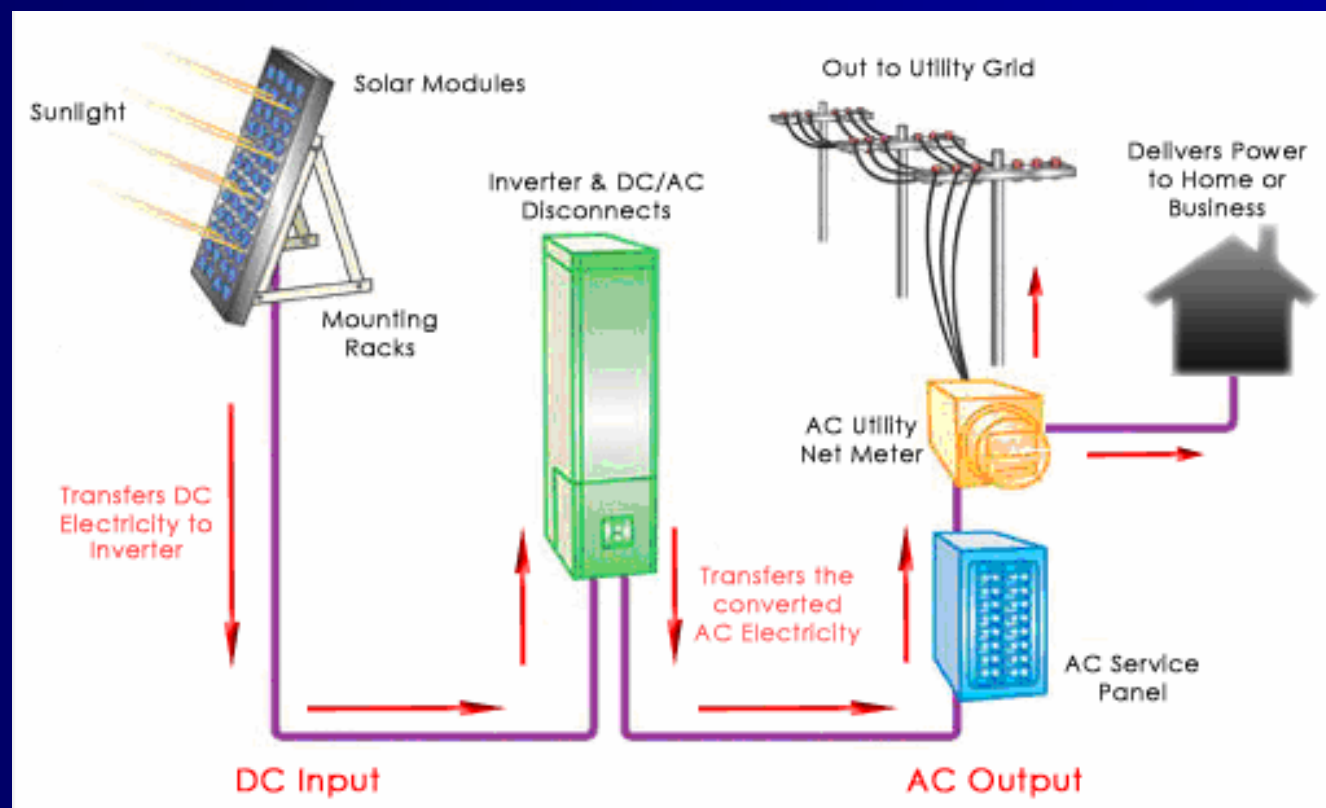 Solar Modules
Sunlight
Mounting
Racks
Transfers DC
Electricity to
Inverter
Inverter & DC/AC
Disconnects
Transfers the
converted
AC Electricity
Out to Utility Grid
Delivers Power
to Home or
Business
AC Utility
Net Meter
AC Service
Panel
DC Input
AC Output